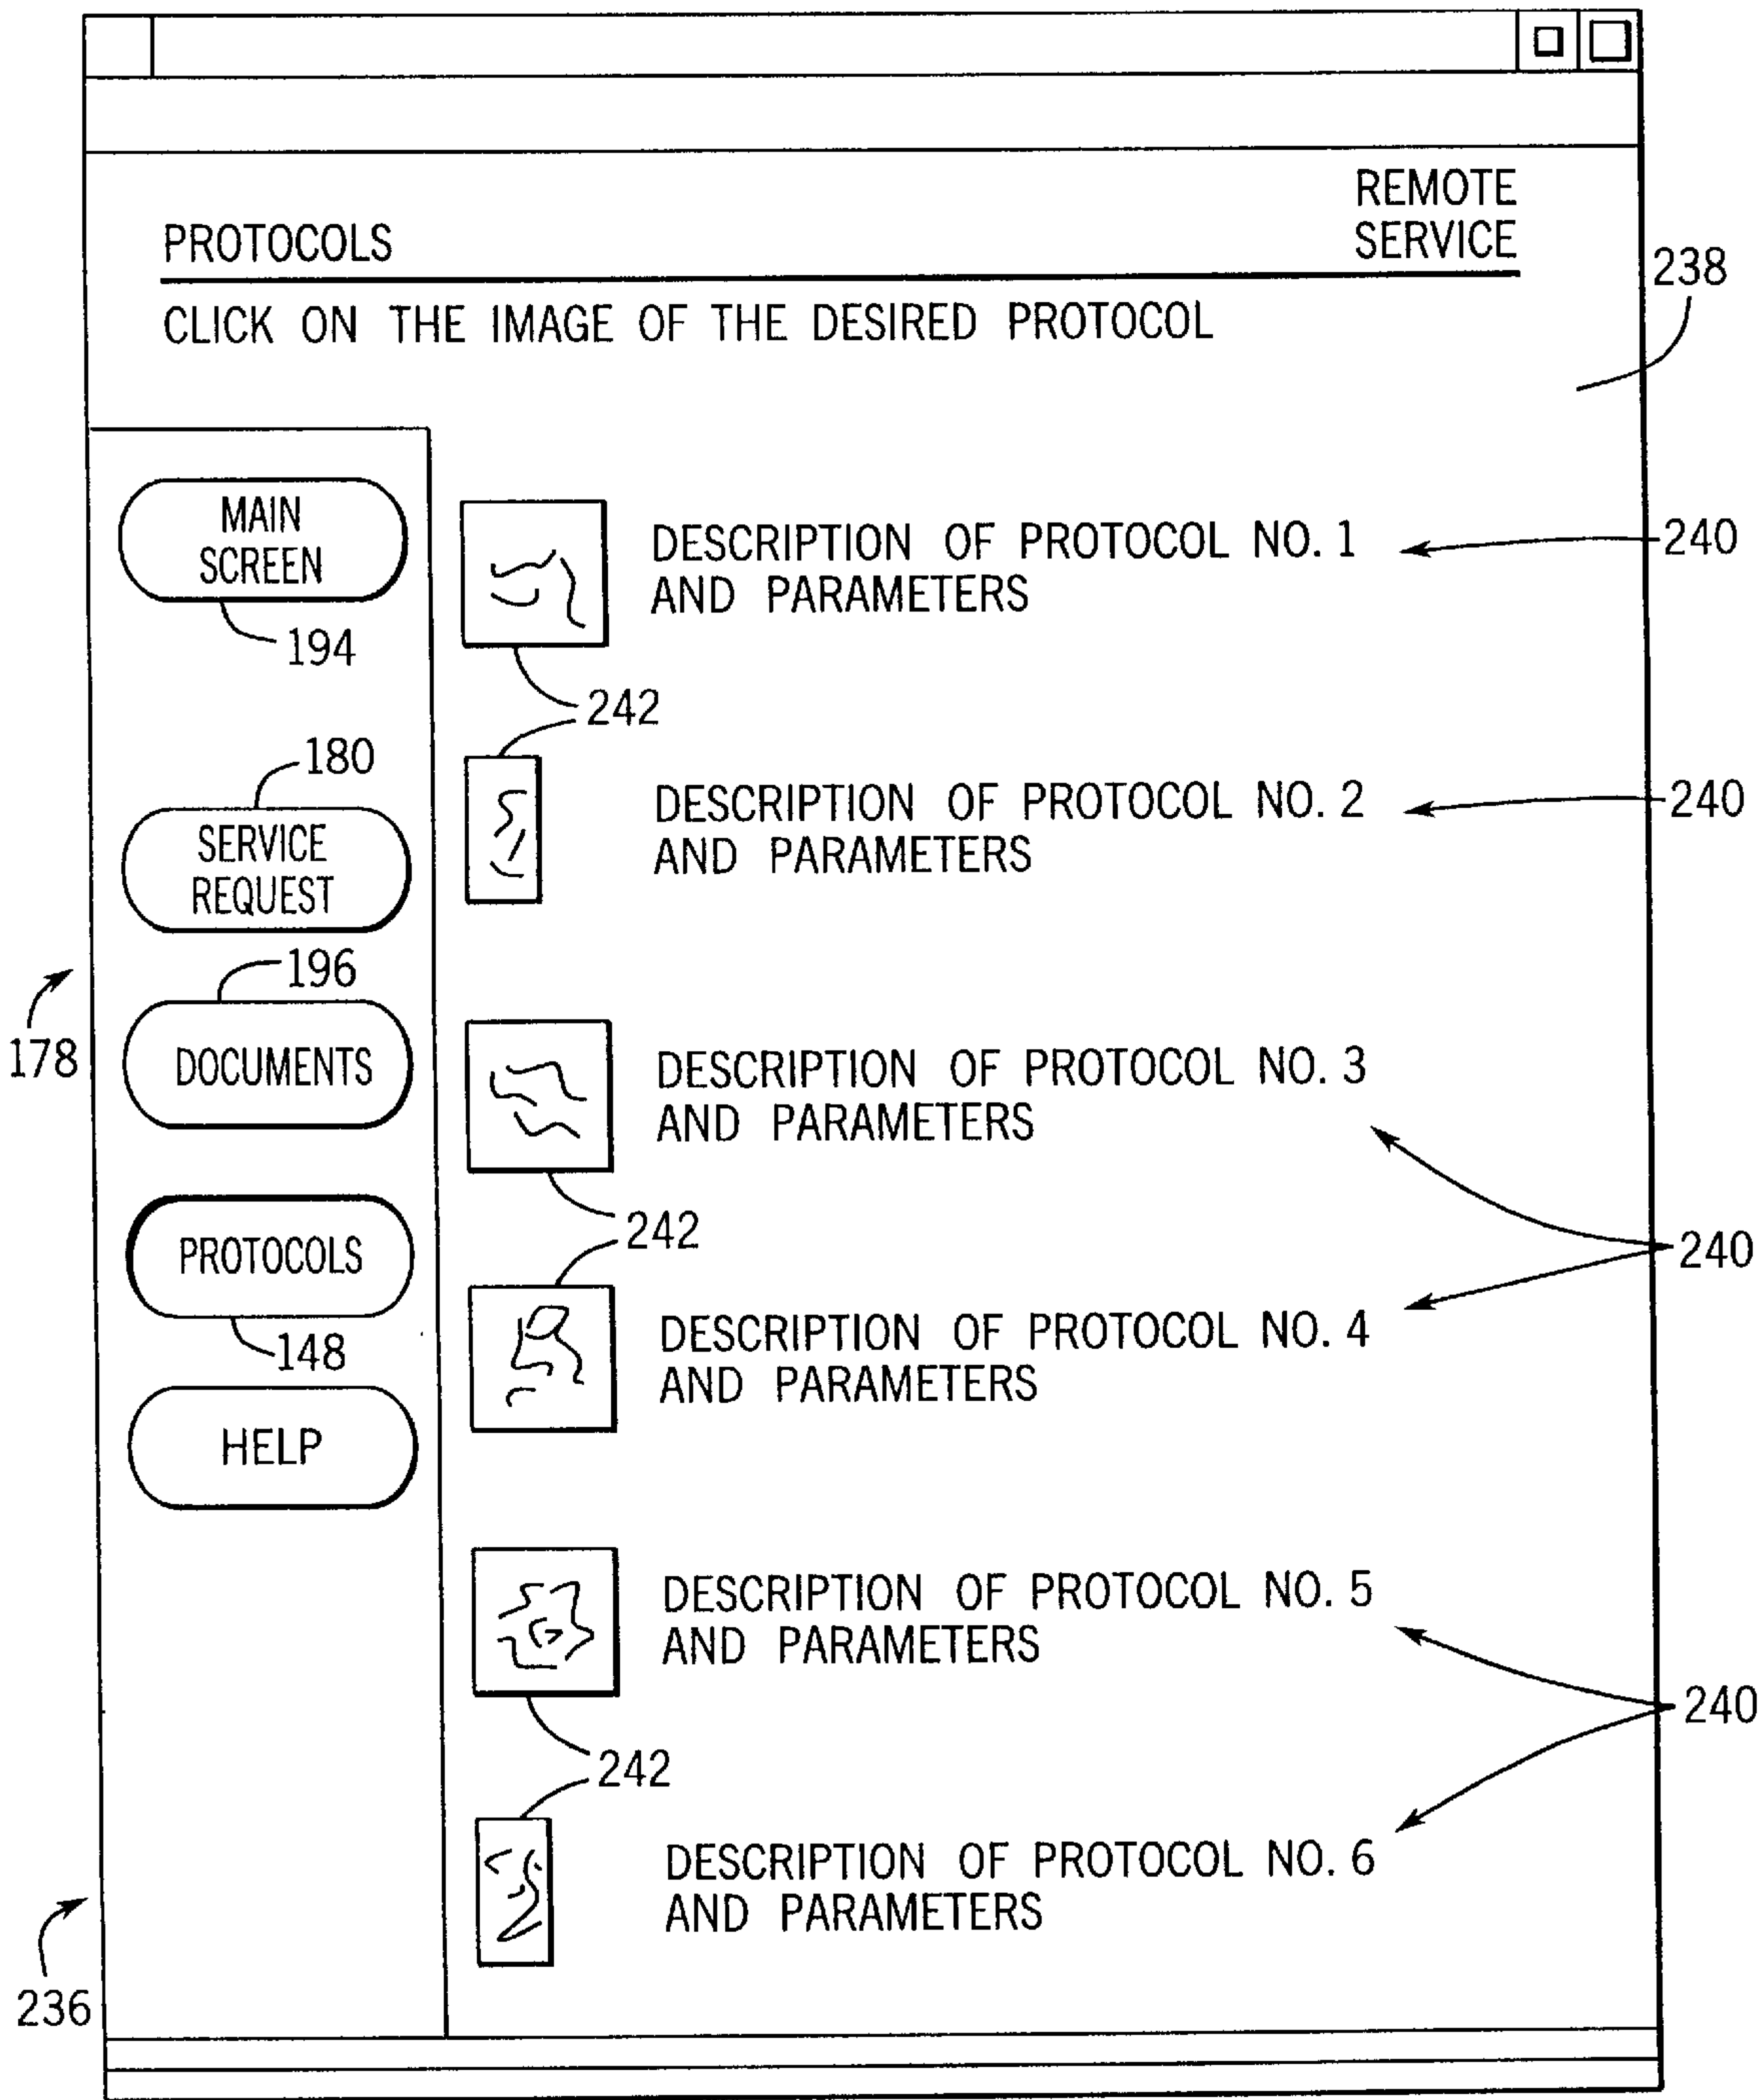 REMOTE
SERVICE
PROTOCOLS
238
CLICK ON THE IMAGE OF THE DESIRED PROTOCOL
MAIN
SCREEN
194
180
SERVICE
REQUEST
196
178
DOCUMENTS
PROTOCOLS
148
HELP
236
DESCRIPTION OF PROTOCOL NO. 1
AND PARAMETERS
240
242
DESCRIPTION OF PROTOCOL NO. 2
AND PARAMETERS
240
DESCRIPTION OF PROTOCOL NO. 3
AND PARAMETERS
242
240
DESCRIPTION OF PROTOCOL NO. 4
AND PARAMETERS
DESCRIPTION OF PROTOCOL NO. 5
AND PARAMETERS
240
242
DESCRIPTION OF PROTOCOL NO. 6
AND PARAMETERS